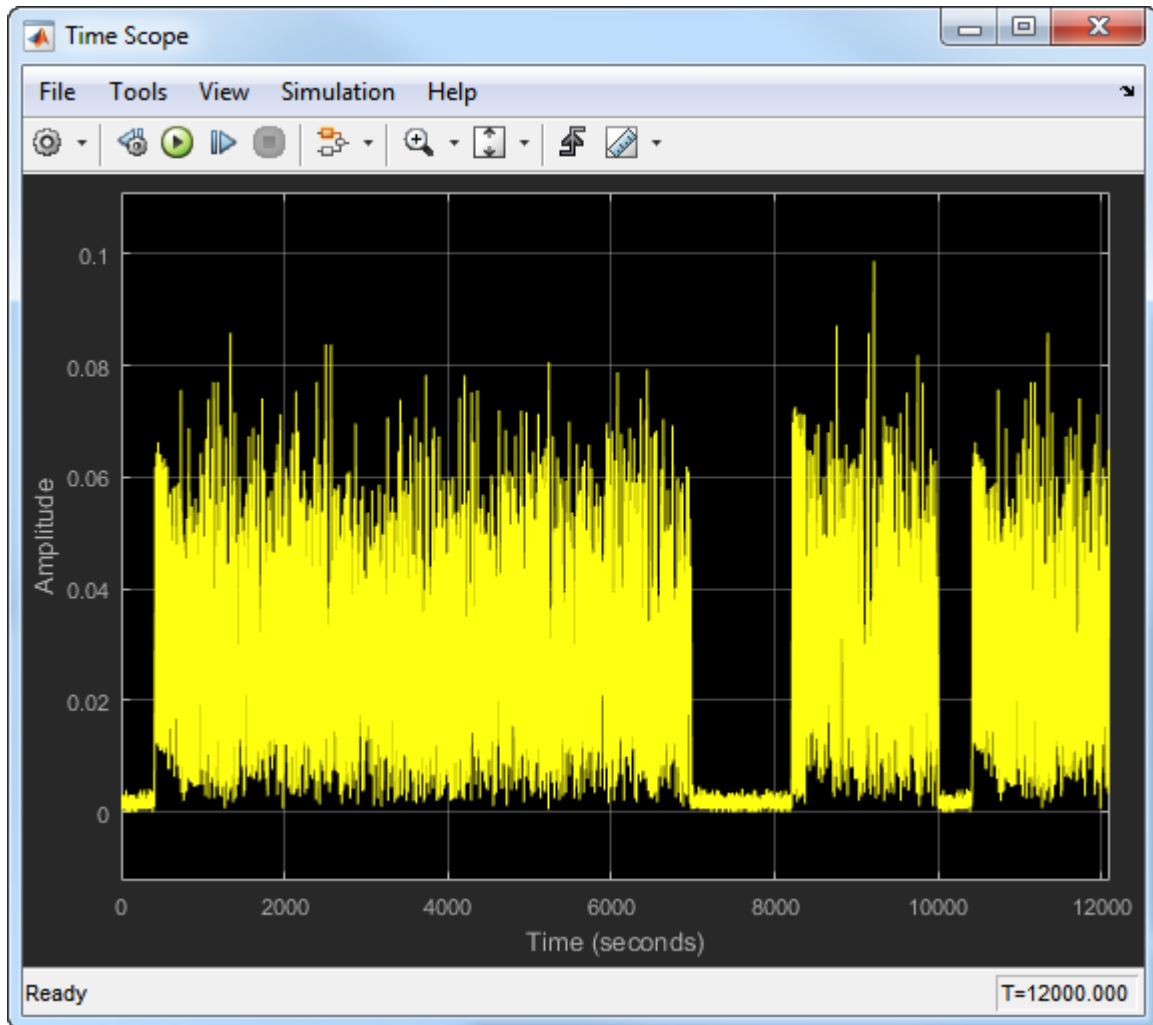 Time Scope
File Tools View Simulation Help
0.1
0.08
0.06
0.04
0.02
0
Amplitude
0 2000 4000 6000 8000 10000 12000
Time (seconds)
Ready T=12000.000